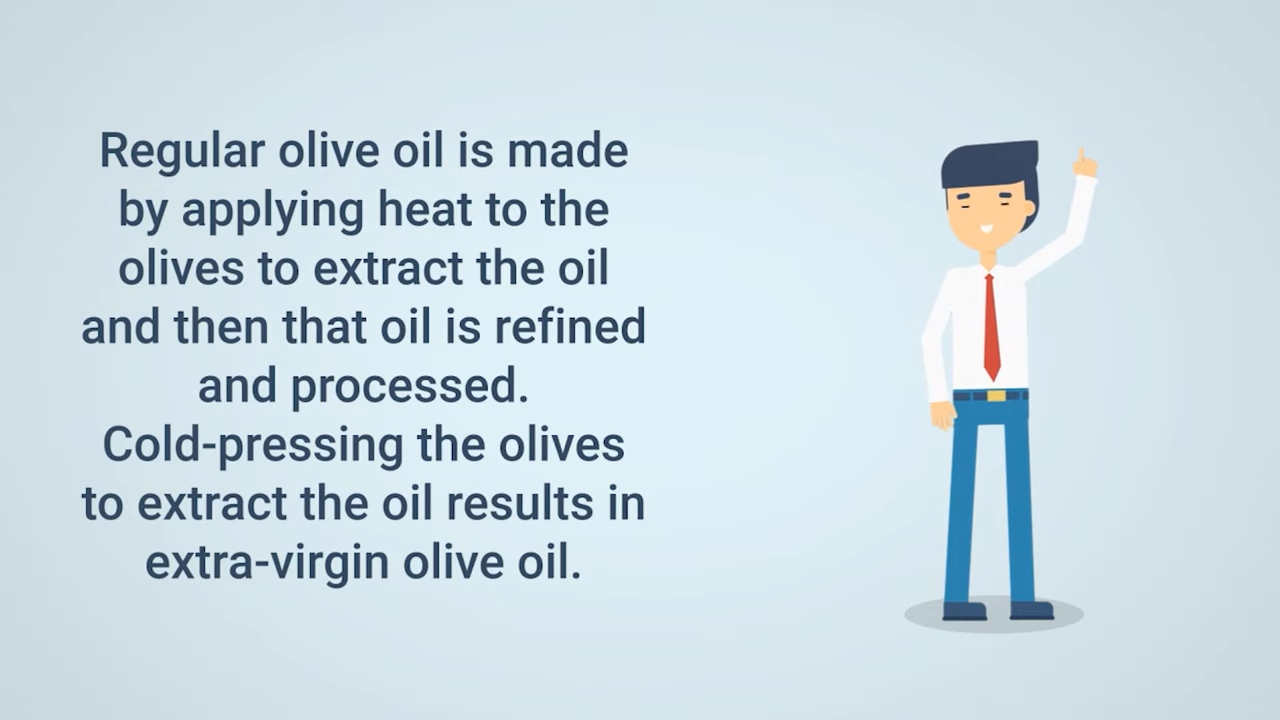 Regular olive oil is made
by applying heat to the
olives to extract the oil
and then that oil is refined
and processed.
Cold-pressing the olives
to extract the oil results in
extra-virgin olive oil.